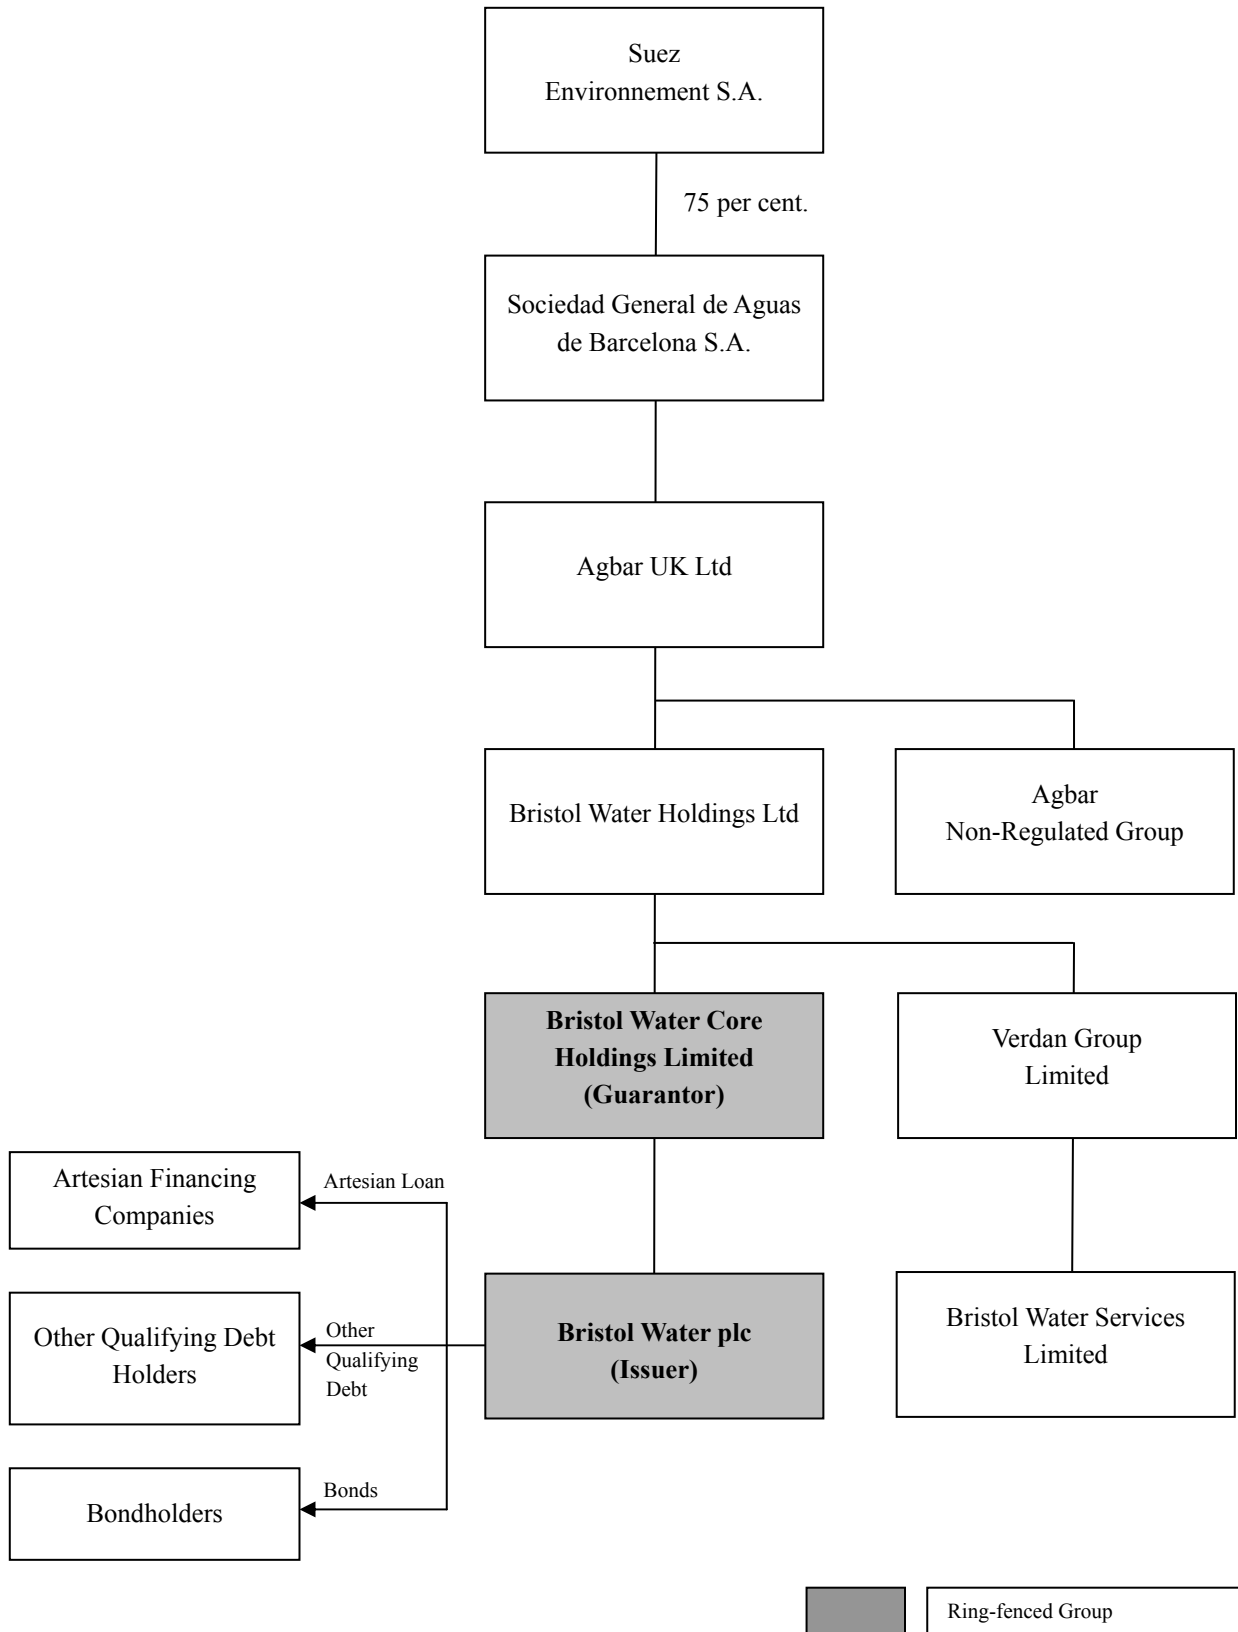 Suez
Environnement S.A.
75 per cent.
Sociedad General de Aguas
de Barcelona S.A.
Agbar UK Ltd
Bristol Water Holdings Ltd
Agbar
Non-Regulated Group
Bristol Water Core
Holdings Limited
(Guarantor)
Verdan Group
Limited
Artesian Financing
Companies
Artesian Loan
Other Qualifying Debt
Holders
Other
Qualifying
Debt
Bristol Water plc
(Issuer)
Bristol Water Services
Limited
Bondholders
Bonds
Ring-fenced Group